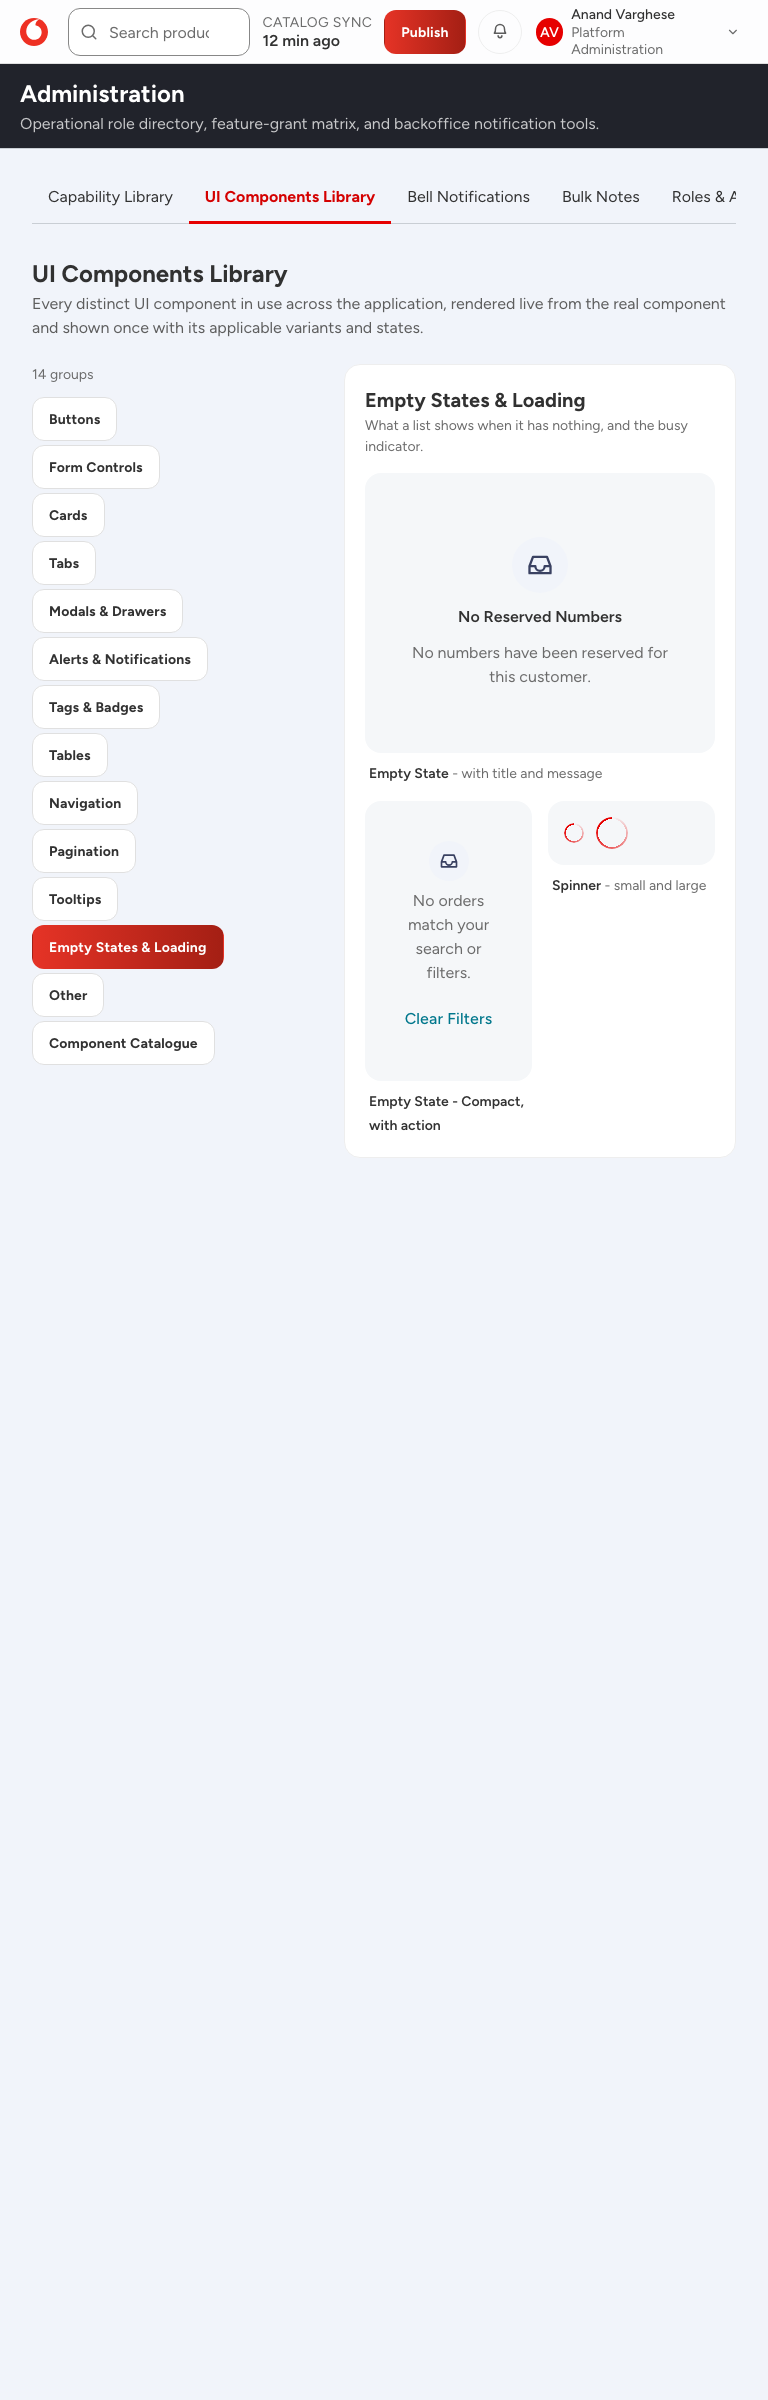 Search produc
CATALOG SYNC
12 min ago
Publish
AV
Anand Varghese
Platform
Administration
Administration
Operational role directory, feature-grant matrix, and backoffice notification tools.
Capability Library
UI Components Library
Bell Notifications
Bulk Notes
Roles & A
UI Components Library
Every distinct UI component in use across the application, rendered live from the real component
and shown once with its applicable variants and states.
14 groups
Buttons
Form Controls
Cards
Tabs
Modals & Drawers
Alerts & Notifications
Tags & Badges
Tables
Navigation
Pagination
Tooltips
Empty States & Loading
Other
Component Catalogue
Empty States & Loading
What a list shows when it has nothing, and the busy
indicator.
No Reserved Numbers
No numbers have been reserved for
this customer.
Empty State - with title and message
No orders
match your
search or
filters.
Clear Filters
Empty State - Compact,
with action
Spinner - small and large